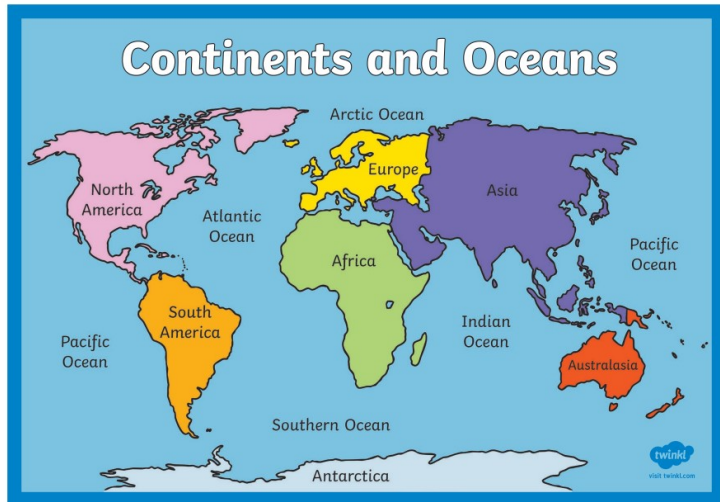 Continents and Oceans
Arctic Ocean
Europe
Asia
North
America
Atlantic
Ocean
Pacific
Ocean
Africa
South
America
Indian
Ocean
Pacific
Ocean
Australasia
Southern Ocean
Antarctica
twinkl
visit twinkl.com